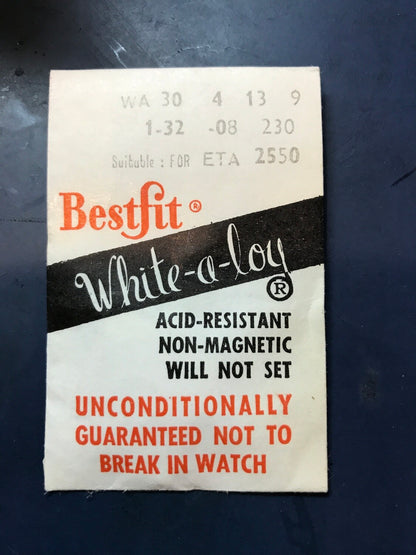 WA 30 4 13 9
1-32 -08 230
Suitable : FOR ETA 2550
Bestfit ®
White-a-loy ®
ACID-RESISTANT
NON-MAGNETIC
WILL NOT SET
UNCONDITIONALLY
GUARANTEED NOT TO
BREAK IN WATCH